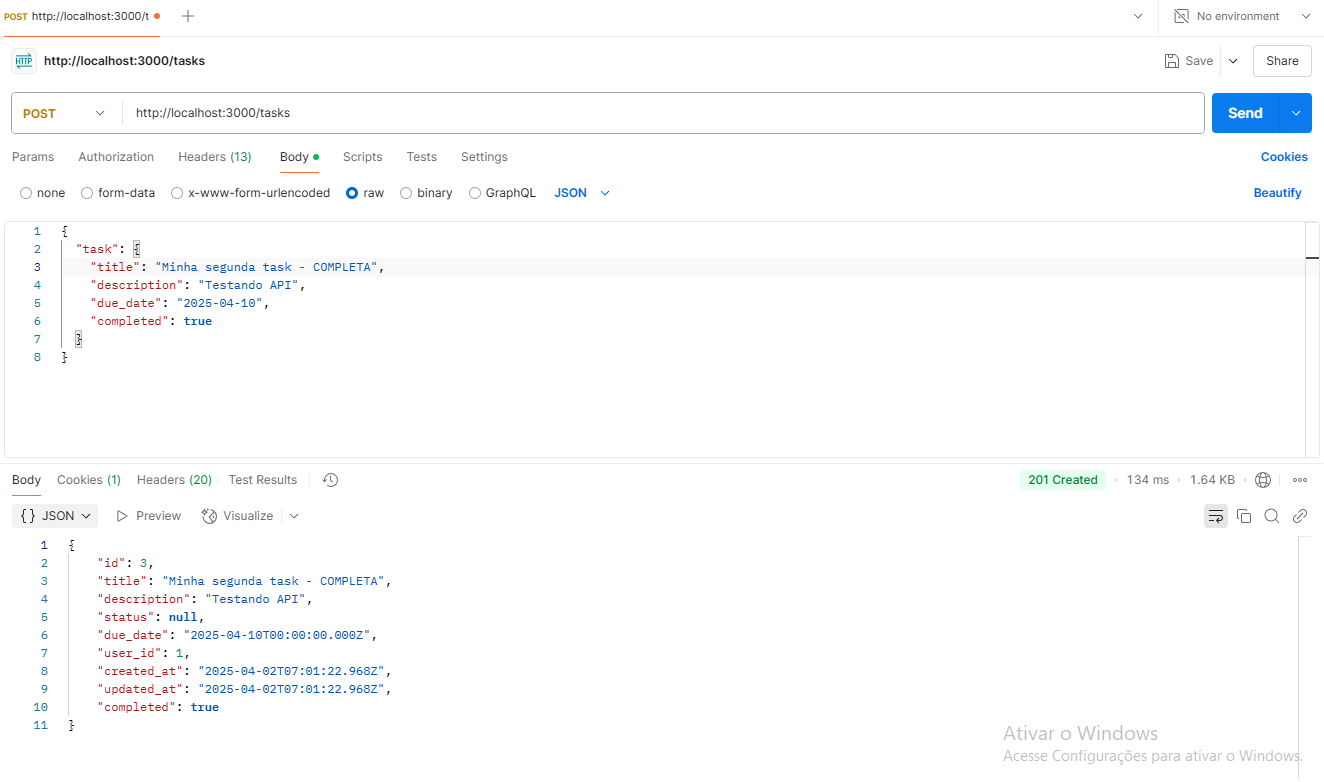 POST http://localhost:3000/t
No environment
HTTP http://localhost:3000/tasks
Save
Share
POST
http://localhost:3000/tasks
Send
Params Authorization Headers (13) Body Scripts Tests Settings
Cookies
none form-data x-www-form-urlencoded raw binary GraphQL JSON
Beautify
1 {
2 "task": {
3 "title": "Minha segunda task - COMPLETA",
4 "description": "Testando API",
5 "due_date": "2025-04-10",
6 "completed": true
7 }
8 }
Body Cookies (1) Headers (20) Test Results
201 Created 134 ms 1.64 KB
{} JSON Preview Visualize
1 {
2 "id": 3,
3 "title": "Minha segunda task - COMPLETA",
4 "description": "Testando API",
5 "status": null,
6 "due_date": "2025-04-10T00:00:00.000Z",
7 "user_id": 1,
8 "created_at": "2025-04-02T07:01:22.968Z",
9 "updated_at": "2025-04-02T07:01:22.968Z",
10 "completed": true
11 }
Ativar o Windows
Acesse Configurações para ativar o Windows.